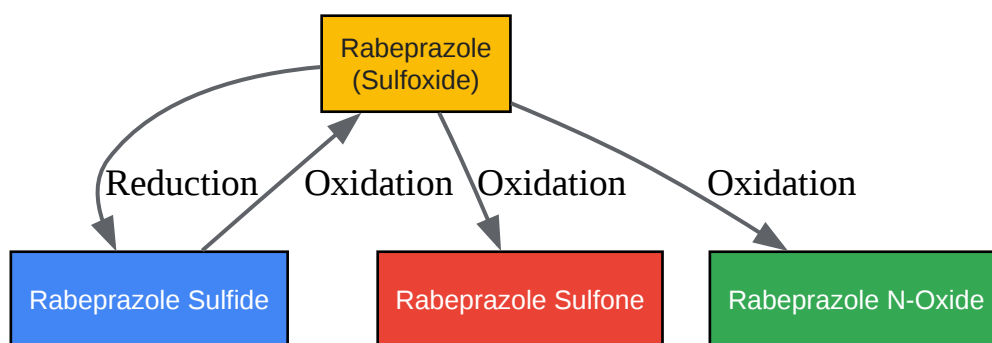 Rabeprazole
(Sulfoxide)
Reduction
Oxidation
Oxidation
Oxidation
Rabeprazole Sulfide
Rabeprazole Sulfone
Rabeprazole N-Oxide